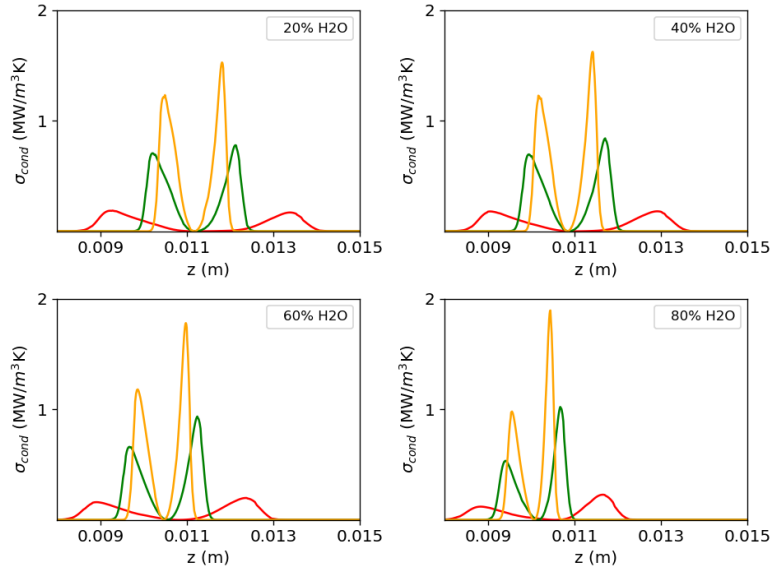 2
20% H2O
1
σcond (MW/m³K)
0.009 0.011 0.013 0.015
z (m)
2
40% H2O
1
σcond (MW/m³K)
0.009 0.011 0.013 0.015
z (m)
2
60% H2O
1
σcond (MW/m³K)
0.009 0.011 0.013 0.015
z (m)
2
80% H2O
1
σcond (MW/m³K)
0.009 0.011 0.013 0.015
z (m)